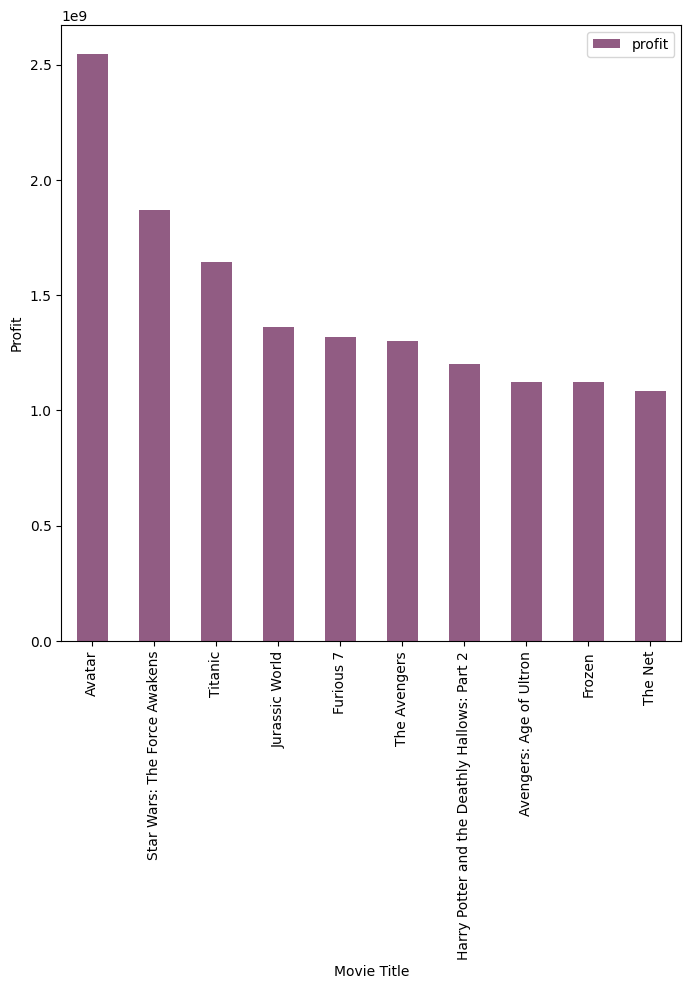 1e9
profit
2.5
2.0
1.5
1.0
0.5
0.0
Profit
Avatar
Star Wars: The Force Awakens
Titanic
Jurassic World
Furious 7
The Avengers
Harry Potter and the Deathly Hallows: Part 2
Avengers: Age of Ultron
Frozen
The Net
Movie Title